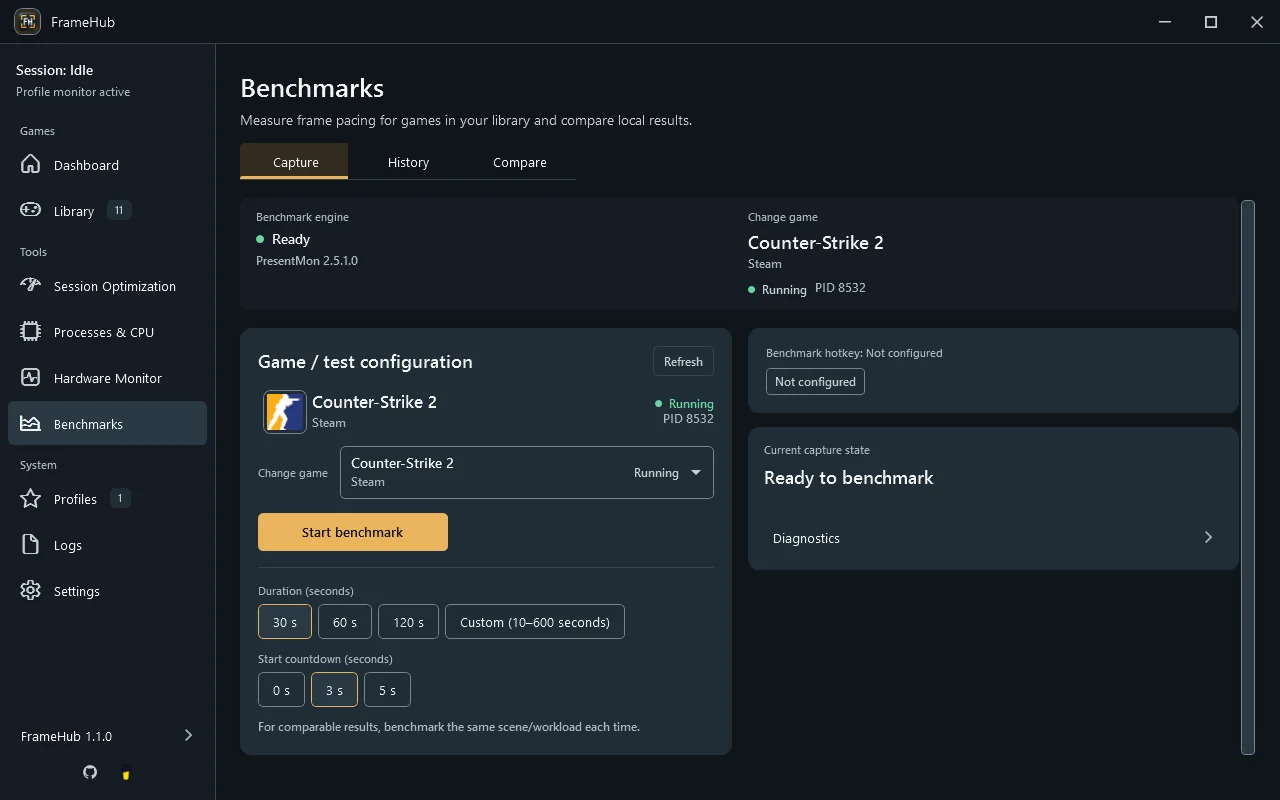 FH
FrameHub
Session: Idle
Profile monitor active
Games
Dashboard
Library 11
Tools
Session Optimization
Processes & CPU
Hardware Monitor
Benchmarks
System
Profiles 1
Logs
Settings
FrameHub 1.1.0
Benchmarks
Measure frame pacing for games in your library and compare local results.
Capture History Compare
Benchmark engine
Ready
PresentMon 2.5.1.0
Change game
Counter-Strike 2
Steam
Running PID 8532
Game / test configuration Refresh
Counter-Strike 2
Steam
Running
PID 8532
Change game
Counter-Strike 2
Steam
Running
Start benchmark
Duration (seconds)
30 s 60 s 120 s Custom (10–600 seconds)
Start countdown (seconds)
0 s 3 s 5 s
For comparable results, benchmark the same scene/workload each time.
Benchmark hotkey: Not configured
Not configured
Current capture state
Ready to benchmark
Diagnostics